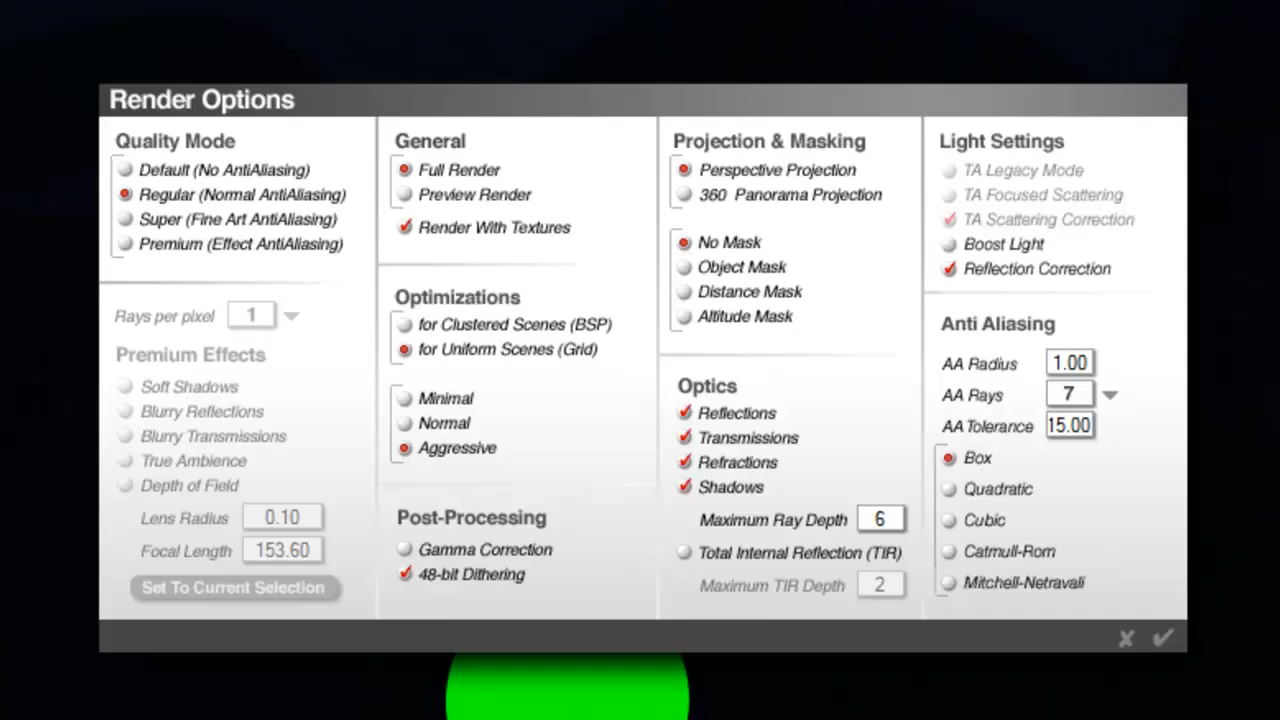 Render Options
Quality Mode
Default (No AntiAliasing)
Regular (Normal AntiAliasing)
Super (Fine Art AntiAliasing)
Premium (Effect AntiAliasing)
Rays per pixel 1
Premium Effects
Soft Shadows
Blurry Reflections
Blurry Transmissions
True Ambience
Depth of Field
Lens Radius 0.10
Focal Length 153.60
Set To Current Selection
General
Full Render
Preview Render
Render With Textures
Optimizations
for Clustered Scenes (BSP)
for Uniform Scenes (Grid)
Minimal
Normal
Aggressive
Post-Processing
Gamma Correction
48-bit Dithering
Projection & Masking
Perspective Projection
360 Panorama Projection
No Mask
Object Mask
Distance Mask
Altitude Mask
Optics
Reflections
Transmissions
Refractions
Shadows
Maximum Ray Depth 6
Total Internal Reflection (TIR)
Maximum TIR Depth 2
Light Settings
TA Legacy Mode
TA Focused Scattering
TA Scattering Correction
Boost Light
Reflection Correction
Anti Aliasing
AA Radius 1.00
AA Rays 7
AA Tolerance 15.00
Box
Quadratic
Cubic
Catmull-Rom
Mitchell-Netravali